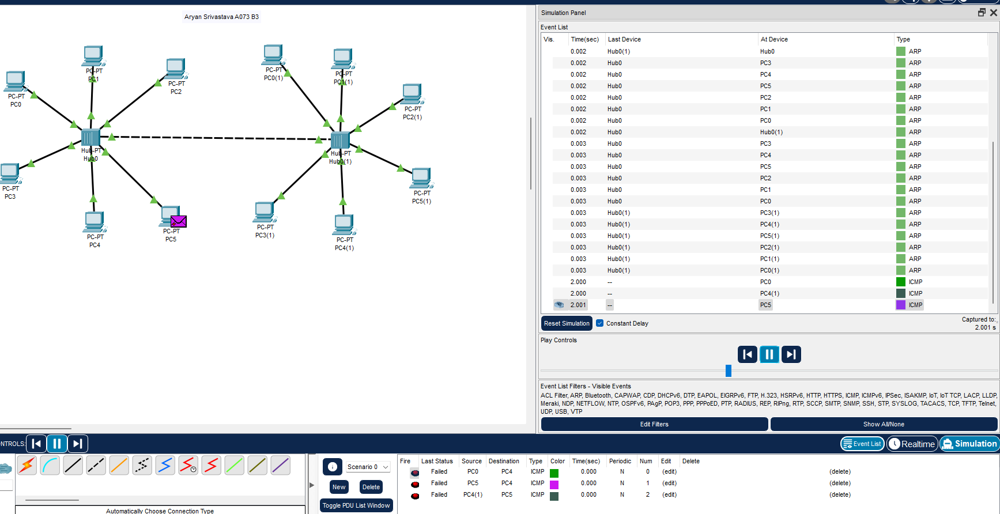 Aryan Srivastava A073 B3
PC-PT
PC0
PC-PT
PC1
PC-PT
PC2
PC-PT
PC0(1)
PC-PT
PC1(1)
PC-PT
PC2(1)
Hub-PT
Hub0
Hub-PT
Hub0(1)
PC-PT
PC3
PC-PT
PC4
PC-PT
PC5
PC-PT
PC3(1)
PC-PT
PC4(1)
PC-PT
PC5(1)
Simulation Panel
Event List
Vis. Time(sec) Last Device At Device Type
0.002 Hub0(1) Hub0 ARP
0.002 Hub0 PC3 ARP
0.002 Hub0 PC4 ARP
0.002 Hub0 PC5 ARP
0.002 Hub0 PC2 ARP
0.002 Hub0 PC1 ARP
0.002 Hub0 PC0 ARP
0.002 Hub0 Hub0(1) ARP
0.003 Hub0 PC3 ARP
0.003 Hub0 PC4 ARP
0.003 Hub0 PC5 ARP
0.003 Hub0 PC2 ARP
0.003 Hub0 PC1 ARP
0.003 Hub0 PC0 ARP
0.003 Hub0(1) PC3(1) ARP
0.003 Hub0(1) PC4(1) ARP
0.003 Hub0(1) PC5(1) ARP
0.003 Hub0(1) PC2(1) ARP
0.003 Hub0(1) PC1(1) ARP
0.003 Hub0(1) PC0(1) ARP
2.000 -- PC0 ICMP
2.000 -- PC4(1) ICMP
2.001 -- PC5 ICMP
Reset Simulation Constant Delay Captured to:
2.001 s
Play Controls
Event List Filters - Visible Events
ACL Filter, ARP, Bluetooth, CAPWAP, CDP, DHCPv6, DTP, EAPOL, EIGRPv6, FTP, H.323, HSRPv6, HTTP, HTTPS, ICMP, ICMPv6, IPSec, ISAKMP, IoT, IoT TCP, LACP, LLDP,
Meraki, NDP, NETFLOW, NTP, OSPFv6, PAgP, POP3, PPP, PPPoED, PTP, RADIUS, REP, RIPng, RTP, SCCP, SMTP, SNMP, SSH, STP, SYSLOG, TACACS, TCP, TFTP, Telnet,
UDP, USB, VTP
Edit Filters Show All/None
NTROLS: Event List Realtime Simulation
Scenario 0
New Delete
Toggle PDU List Window
Fire Last Status Source Destination Type Color Time(sec) Periodic Num Edit Delete
Failed PC0 PC4 ICMP 0.000 N 0 (edit) (delete)
Failed PC5 PC4 ICMP 0.000 N 1 (edit) (delete)
Failed PC4(1) PC5 ICMP 0.000 N 2 (edit) (delete)
Automatically Choose Connection Type